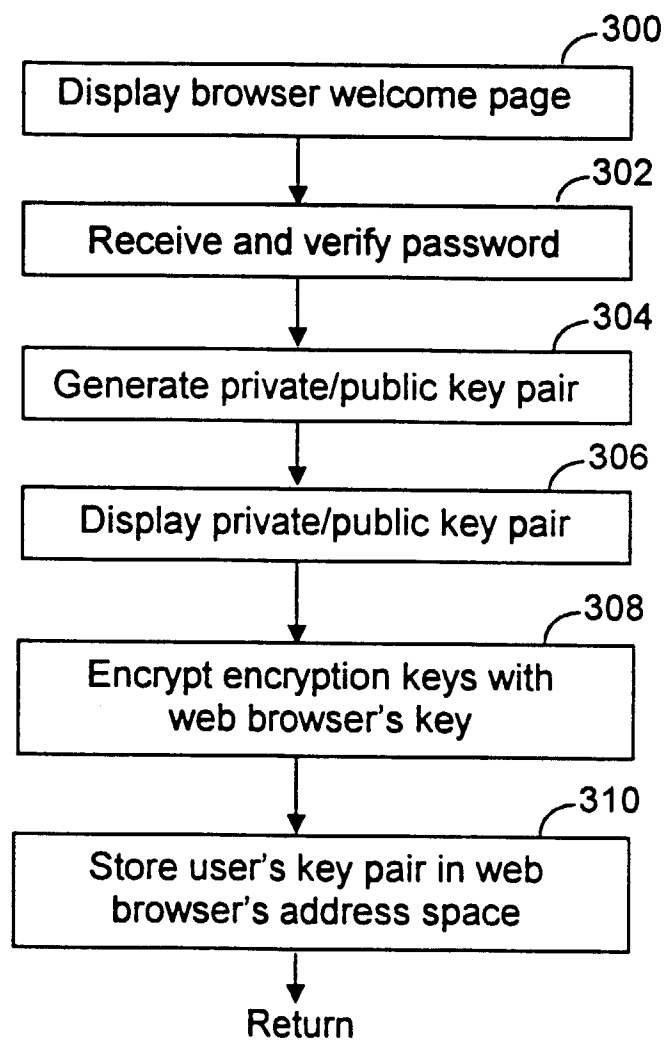 300
Display browser welcome page
302
Receive and verify password
304
Generate private/public key pair
306
Display private/public key pair
308
Encrypt encryption keys with
web browser's key
310
Store user's key pair in web
browser's address space
Return